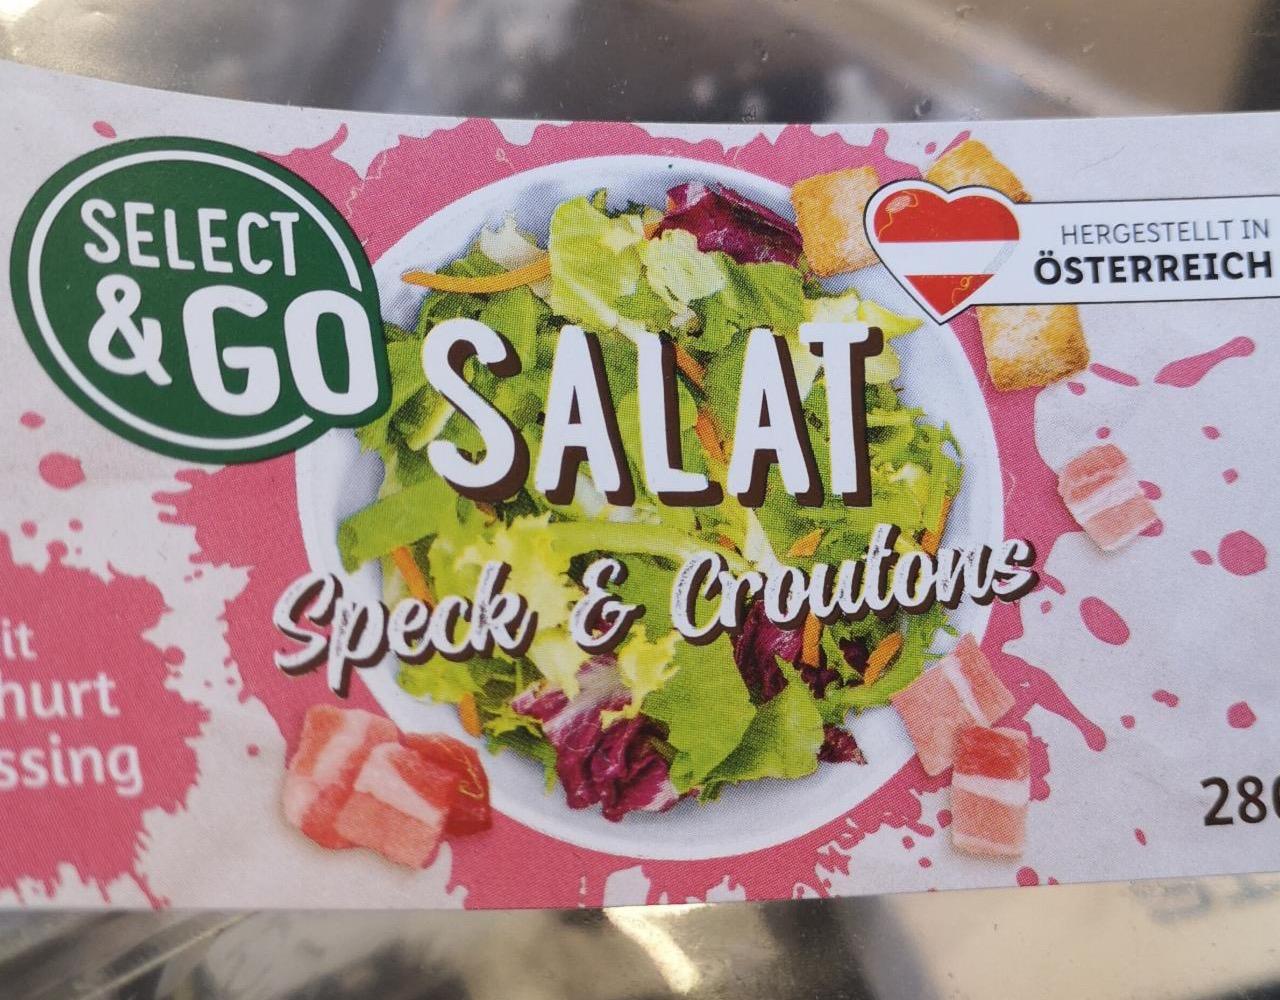 SELECT
& GO
HERGESTELLT IN
ÖSTERREICH
SALAT
Speck & Croutons
it
hurt
ssing
28